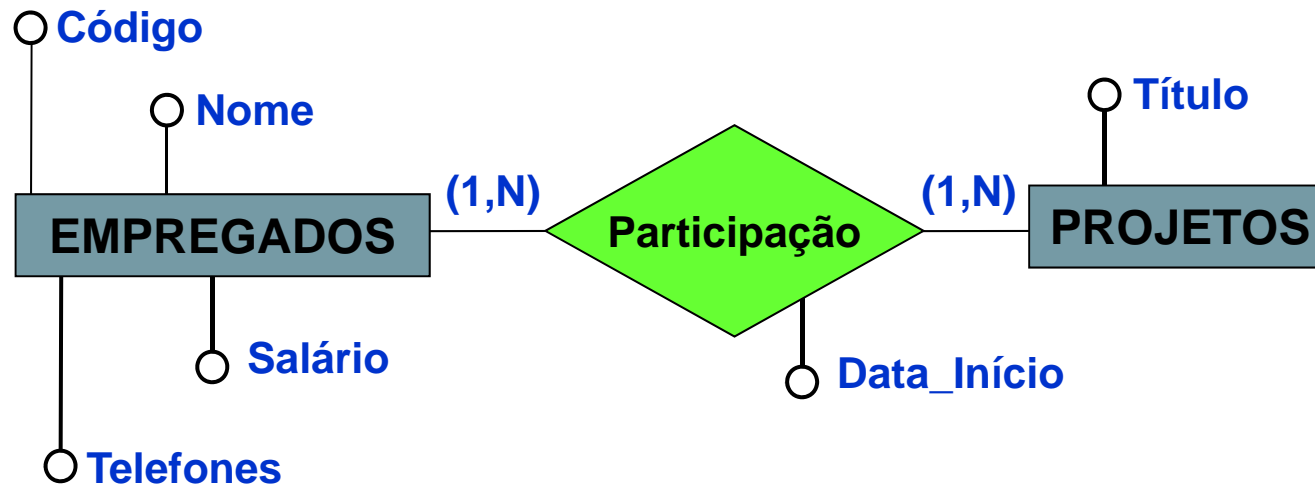 Código
Nome
Título
(1,N)
(1,N)
EMPREGADOS
Participação
PROJETOS
Salário
Data_Início
Telefones